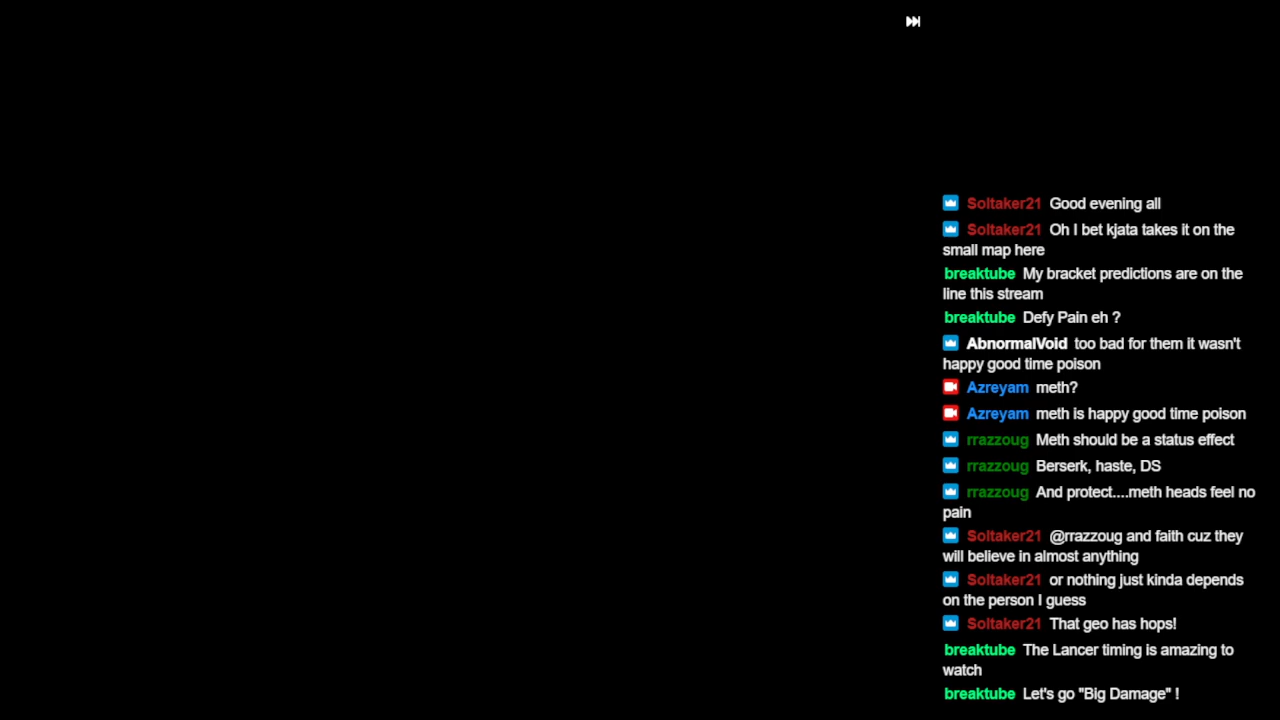 Soltaker21 Good evening all
Soltaker21 Oh I bet kjata takes it on the
small map here
breaktube My bracket predictions are on the
line this stream
breaktube Defy Pain eh ?
AbnormalVoid too bad for them it wasn't
happy good time poison
Azreyam meth?
Azreyam meth is happy good time poison
rrazzoug Meth should be a status effect
rrazzoug Berserk, haste, DS
rrazzoug And protect....meth heads feel no
pain
Soltaker21 @rrazzoug and faith cuz they
will believe in almost anything
Soltaker21 or nothing just kinda depends
on the person I guess
Soltaker21 That geo has hops!
breaktube The Lancer timing is amazing to
watch
breaktube Let's go "Big Damage" !